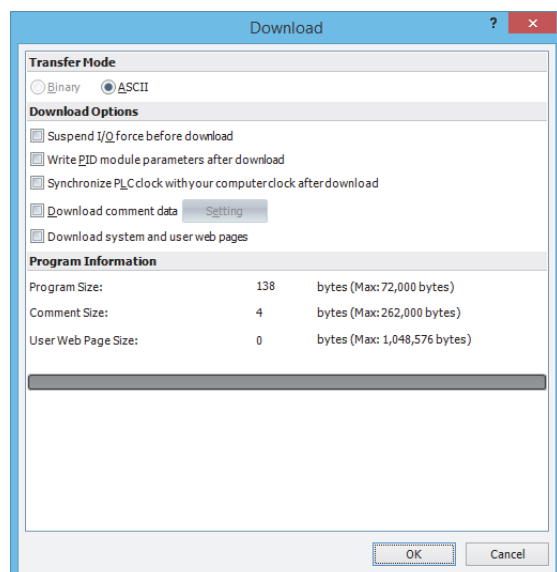 Download ? ×
Transfer Mode
Binary ASCII
Download Options
Suspend I/O force before download
Write PID module parameters after download
Synchronize PLC clock with your computer clock after download
Download comment data Setting
Download system and user web pages
Program Information
Program Size: 138 bytes (Max: 72,000 bytes)
Comment Size: 4 bytes (Max: 262,000 bytes)
User Web Page Size: 0 bytes (Max: 1,048,576 bytes)
OK Cancel